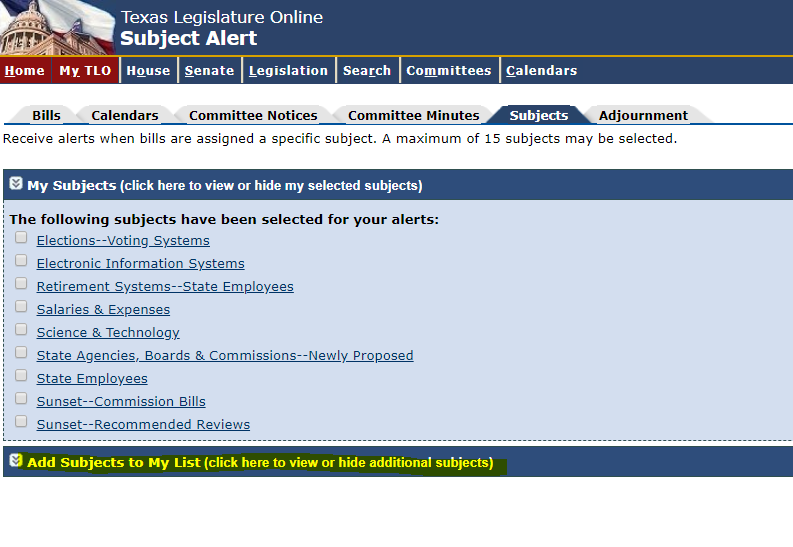 Texas Legislature Online
Subject Alert
Home My TLO House Senate Legislation Search Committees Calendars
Bills Calendars Committee Notices Committee Minutes Subjects Adjournment
Receive alerts when bills are assigned a specific subject. A maximum of 15 subjects may be selected.
My Subjects (click here to view or hide my selected subjects)
The following subjects have been selected for your alerts:
Elections--Voting Systems
Electronic Information Systems
Retirement Systems--State Employees
Salaries & Expenses
Science & Technology
State Agencies, Boards & Commissions--Newly Proposed
State Employees
Sunset--Commission Bills
Sunset--Recommended Reviews
Add Subjects to My List (click here to view or hide additional subjects)